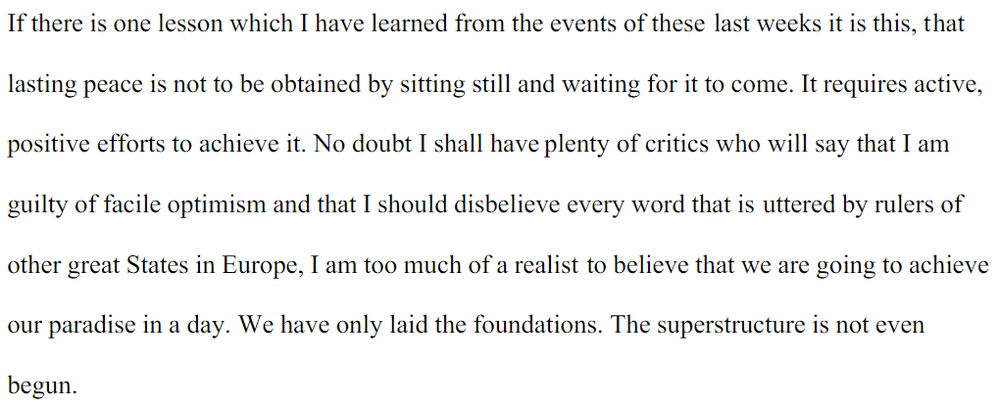 If there is one lesson which I have learned from the events of these last weeks it is this, that
lasting peace is not to be obtained by sitting still and waiting for it to come. It requires active,
positive efforts to achieve it. No doubt I shall have plenty of critics who will say that I am
guilty of facile optimism and that I should disbelieve every word that is uttered by rulers of
other great States in Europe, I am too much of a realist to believe that we are going to achieve
our paradise in a day. We have only laid the foundations. The superstructure is not even
begun.